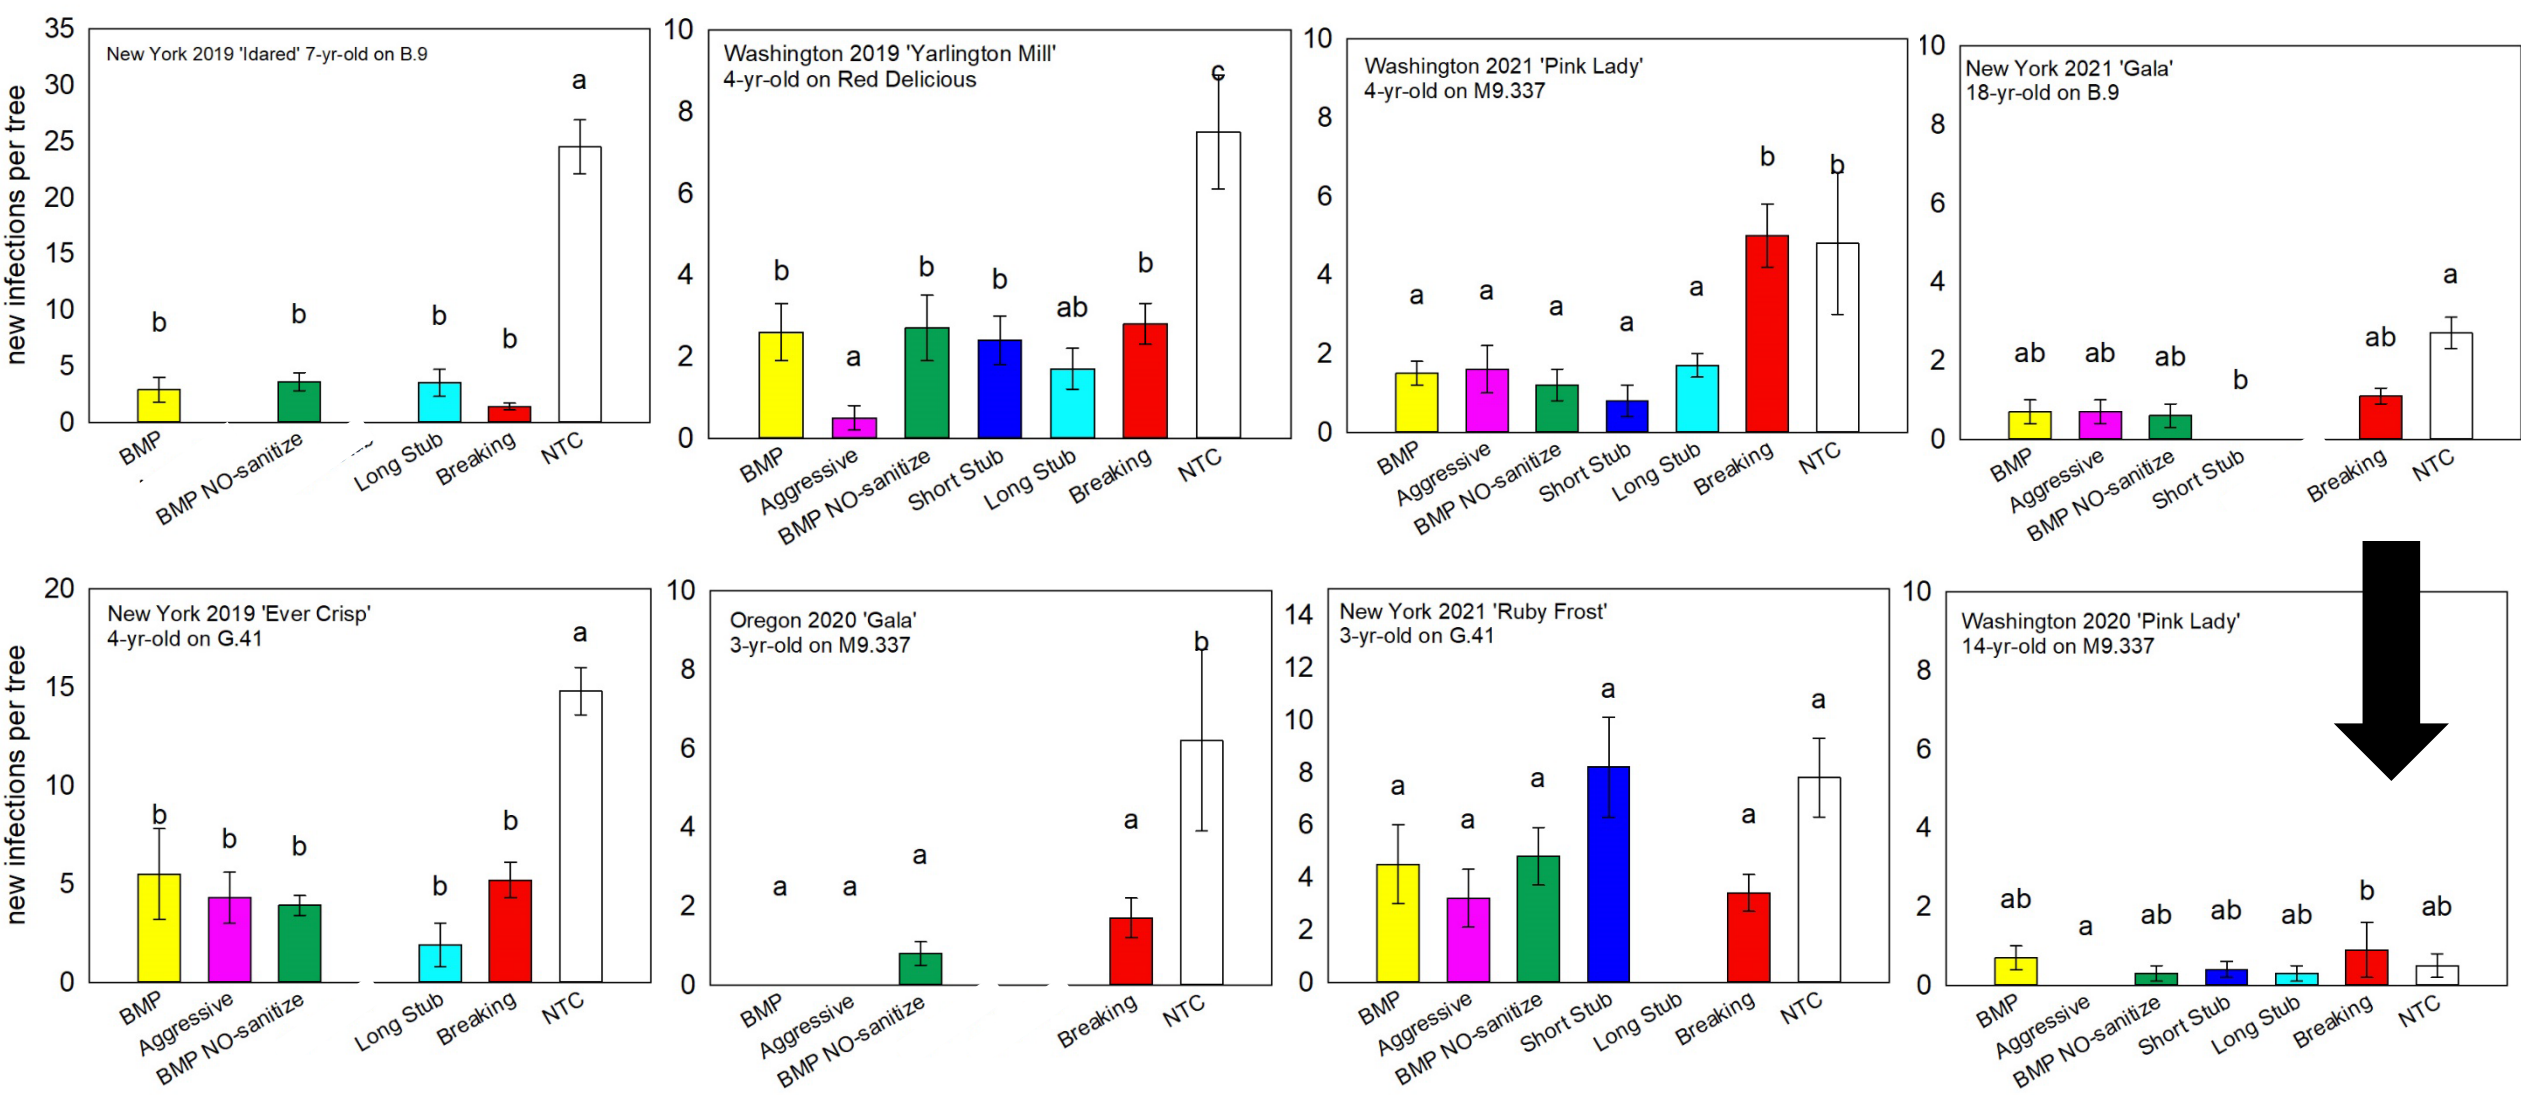 new infections per tree
New York 2019 'Idared' 7-yr-old on B.9
35
30
25
20
15
10
5
0
b
b
b
b
a
BMP
BMP NO-sanitize
Long Stub
Breaking
NTC
Washington 2019 'Yarlington Mill'
4-yr-old on Red Delicious
10
8
6
4
2
0
b
a
b
b
ab
b
c
BMP
Aggressive
BMP NO-sanitize
Short Stub
Long Stub
Breaking
NTC
Washington 2021 'Pink Lady'
4-yr-old on M9.337
10
8
6
4
2
0
a
a
a
a
a
b
b
BMP
Aggressive
BMP NO-sanitize
Short Stub
Long Stub
Breaking
NTC
New York 2021 'Gala'
18-yr-old on B.9
10
8
6
4
2
0
ab
ab
ab
b
ab
a
BMP
Aggressive
BMP NO-sanitize
Short Stub
Breaking
NTC
new infections per tree
New York 2019 'Ever Crisp'
4-yr-old on G.41
20
15
10
5
0
b
b
b
b
b
a
BMP
Aggressive
BMP NO-sanitize
Long Stub
Breaking
NTC
Oregon 2020 'Gala'
3-yr-old on M9.337
10
8
6
4
2
0
a
a
a
a
b
BMP
Aggressive
BMP NO-sanitize
Breaking
NTC
New York 2021 'Ruby Frost'
3-yr-old on G.41
14
12
10
8
6
4
2
0
a
a
a
a
a
a
BMP
Aggressive
BMP NO-sanitize
Short Stub
Long Stub
Breaking
NTC
Washington 2020 'Pink Lady'
14-yr-old on M9.337
10
8
6
4
2
0
ab
a
ab
ab
ab
b
ab
BMP
Aggressive
BMP NO-sanitize
Short Stub
Long Stub
Breaking
NTC